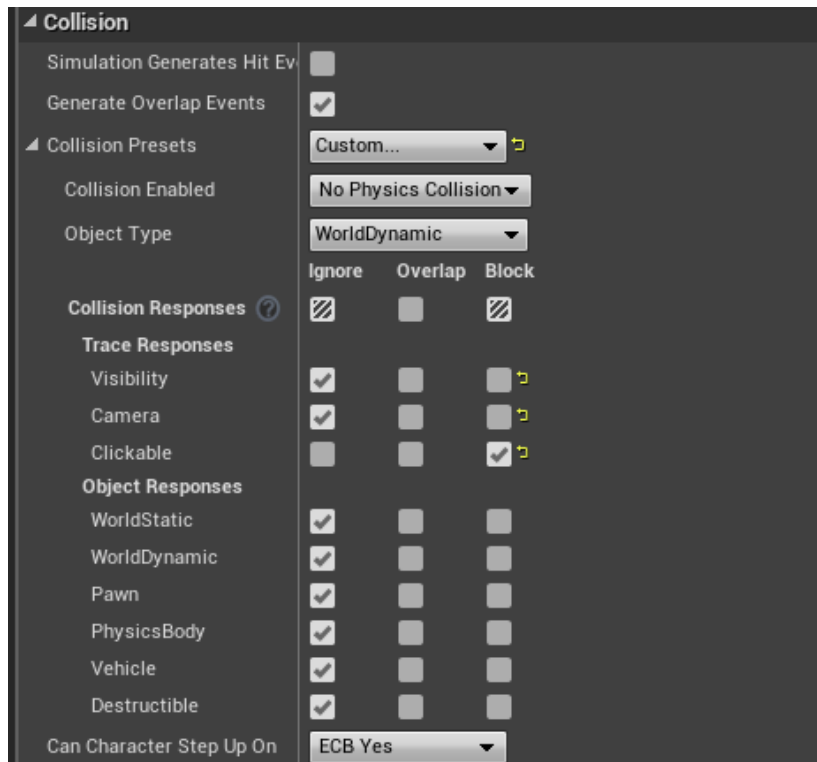 Collision
Simulation Generates Hit Ev
Generate Overlap Events
Collision Presets Custom...
Collision Enabled No Physics Collision
Object Type WorldDynamic
Ignore Overlap Block
Collision Responses ?
Trace Responses
Visibility
Camera
Clickable
Object Responses
WorldStatic
WorldDynamic
Pawn
PhysicsBody
Vehicle
Destructible
Can Character Step Up On ECB Yes